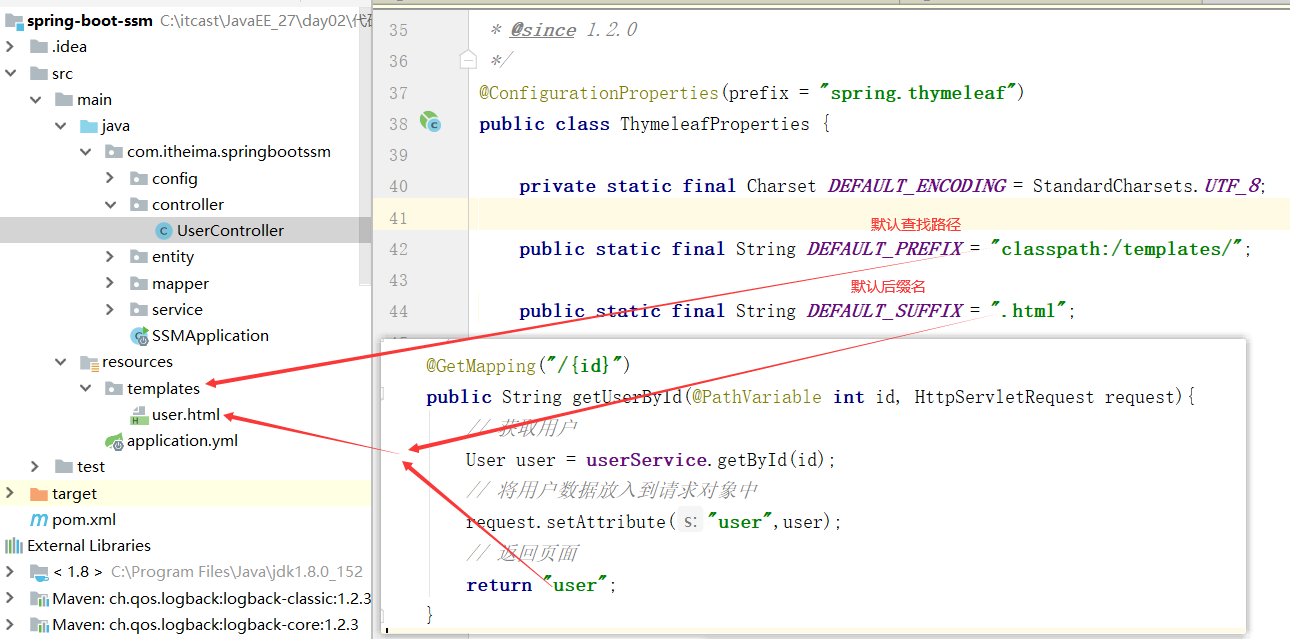 spring-boot-ssm C:\itcast\JavaEE_27\day02\代码
.idea
src
main
java
com.itheima.springbootssm
config
controller
UserController
entity
mapper
service
SSMApplication
resources
templates
user.html
application.yml
test
target
pom.xml
External Libraries
< 1.8 > C:\Program Files\Java\jdk1.8.0_152
Maven: ch.qos.logback:logback-classic:1.2.3
Maven: ch.qos.logback:logback-core:1.2.3
35 * @since 1.2.0
36 */
37 @ConfigurationProperties(prefix = "spring.thymeleaf")
38 public class ThymeleafProperties {
39
40 private static final Charset DEFAULT_ENCODING = StandardCharsets.UTF_8;
41
默认查找路径
42 public static final String DEFAULT_PREFIX = "classpath:/templates/";
43
默认后缀名
44 public static final String DEFAULT_SUFFIX = ".html";
@GetMapping("/{id}")
public String getUserById(@PathVariable int id, HttpServletRequest request){
// 获取用户
User user = userService.getById(id);
// 将用户数据放入到请求对象中
request.setAttribute( s: "user",user);
// 返回页面
return "user";
}